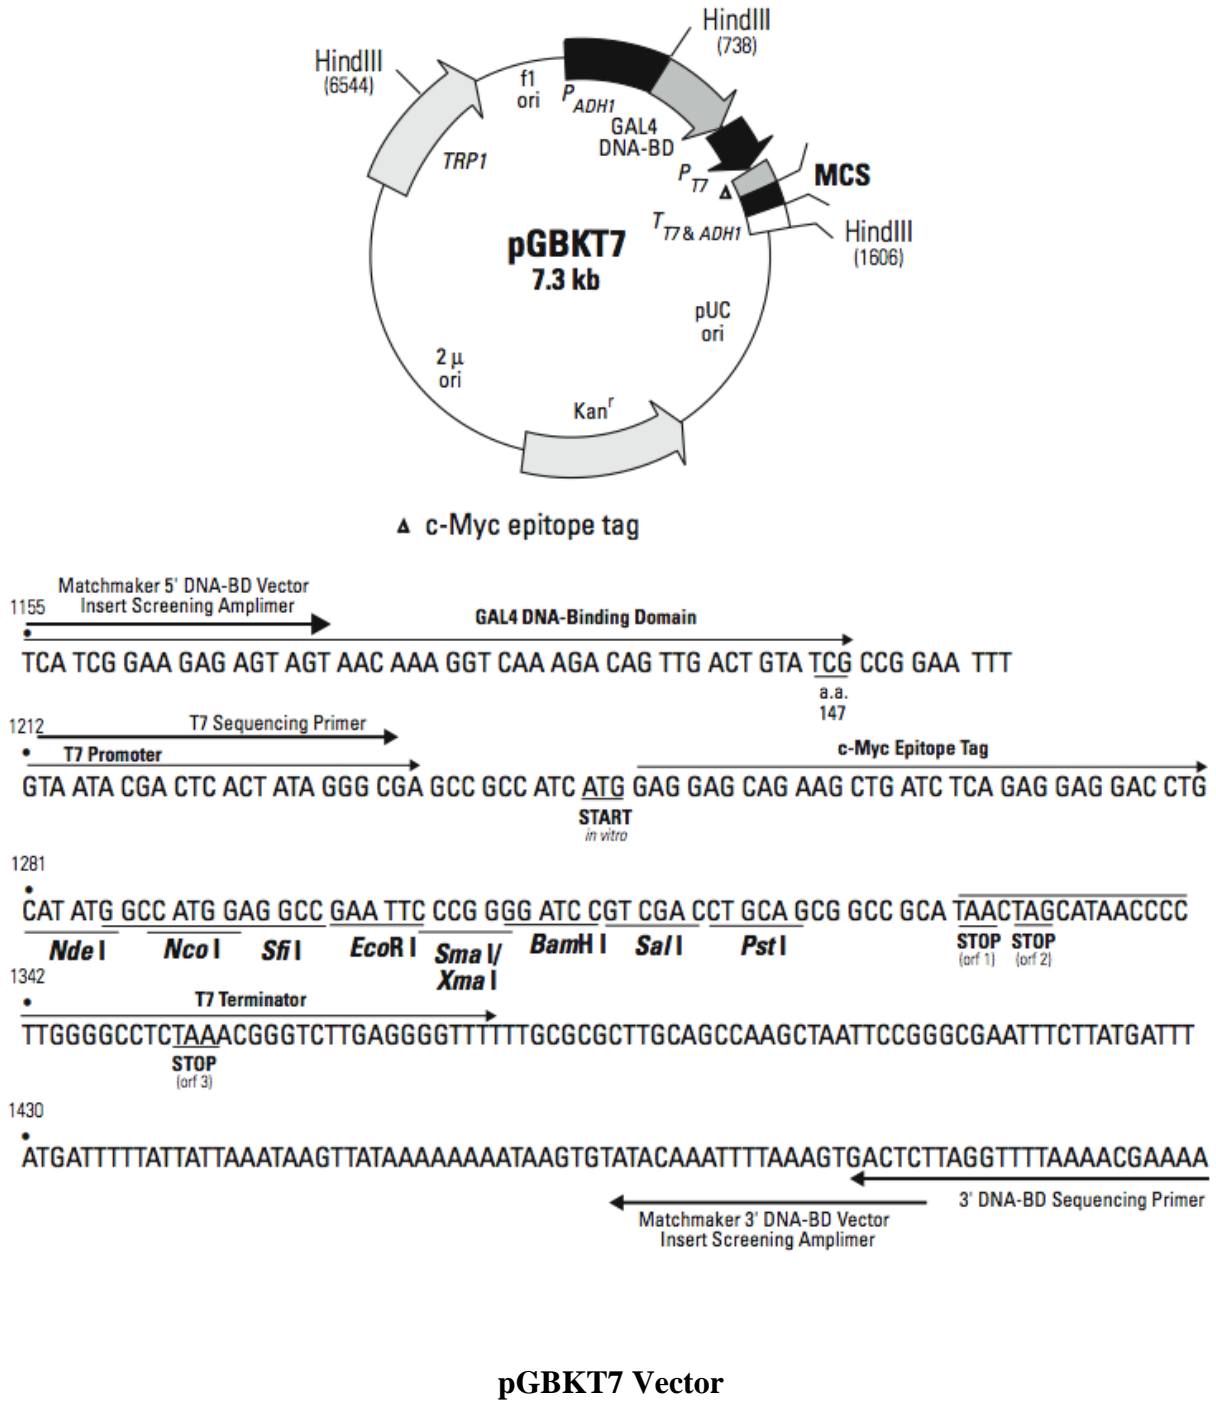 HindIII
(738)
HindIII
(6544)
f1
ori
P ADH1
GAL4
DNA-BD
TRP1
P T7
MCS
T T7 & ADH1
HindIII
(1606)
pGBKT7
7.3 kb
pUC
ori
2 µ
ori
Kan r
Δ c-Myc epitope tag
Matchmaker 5' DNA-BD Vector
Insert Screening Amplimer
1155
GAL4 DNA-Binding Domain
TCA TCG GAA GAG AGT AGT AAC AAA GGT CAA AGA CAG TTG ACT GTA TCG CCG GAA TTT
a.a.
147
1212
T7 Sequencing Primer
T7 Promoter
c-Myc Epitope Tag
GTA ATA CGA CTC ACT ATA GGG CGA GCC GCC ATC ATG GAG GAG CAG AAG CTG ATC TCA GAG GAG GAC CTG
START
in vitro
1281
CAT ATG GCC ATG GAG GCC GAA TTC CCG GGG ATC CGT CGA CCT GCA GCG GCC GCA TAACTAGCATAACCCC
Nde I Nco I Sfi I EcoR I Sma I/ BamH I Sal I Pst I STOP STOP
Xma I (orf 1) (orf 2)
1342
T7 Terminator
TTGGGGCCTCTAAACGGGTCTTGAGGGGTTTTTTGCGCGCTTGCAGCCAAGCTAATTCCGGGCGAATTTCTTATGATTT
STOP
(orf 3)
1430
ATGATTTTTATTATTAAATAAGTTATAAAAAAAATAAGTGTATACAAATTTTAAAGTGACTCTTAGGTTTTAAAACGAAAA
3' DNA-BD Sequencing Primer
Matchmaker 3' DNA-BD Vector
Insert Screening Amplimer
pGBKT7 Vector